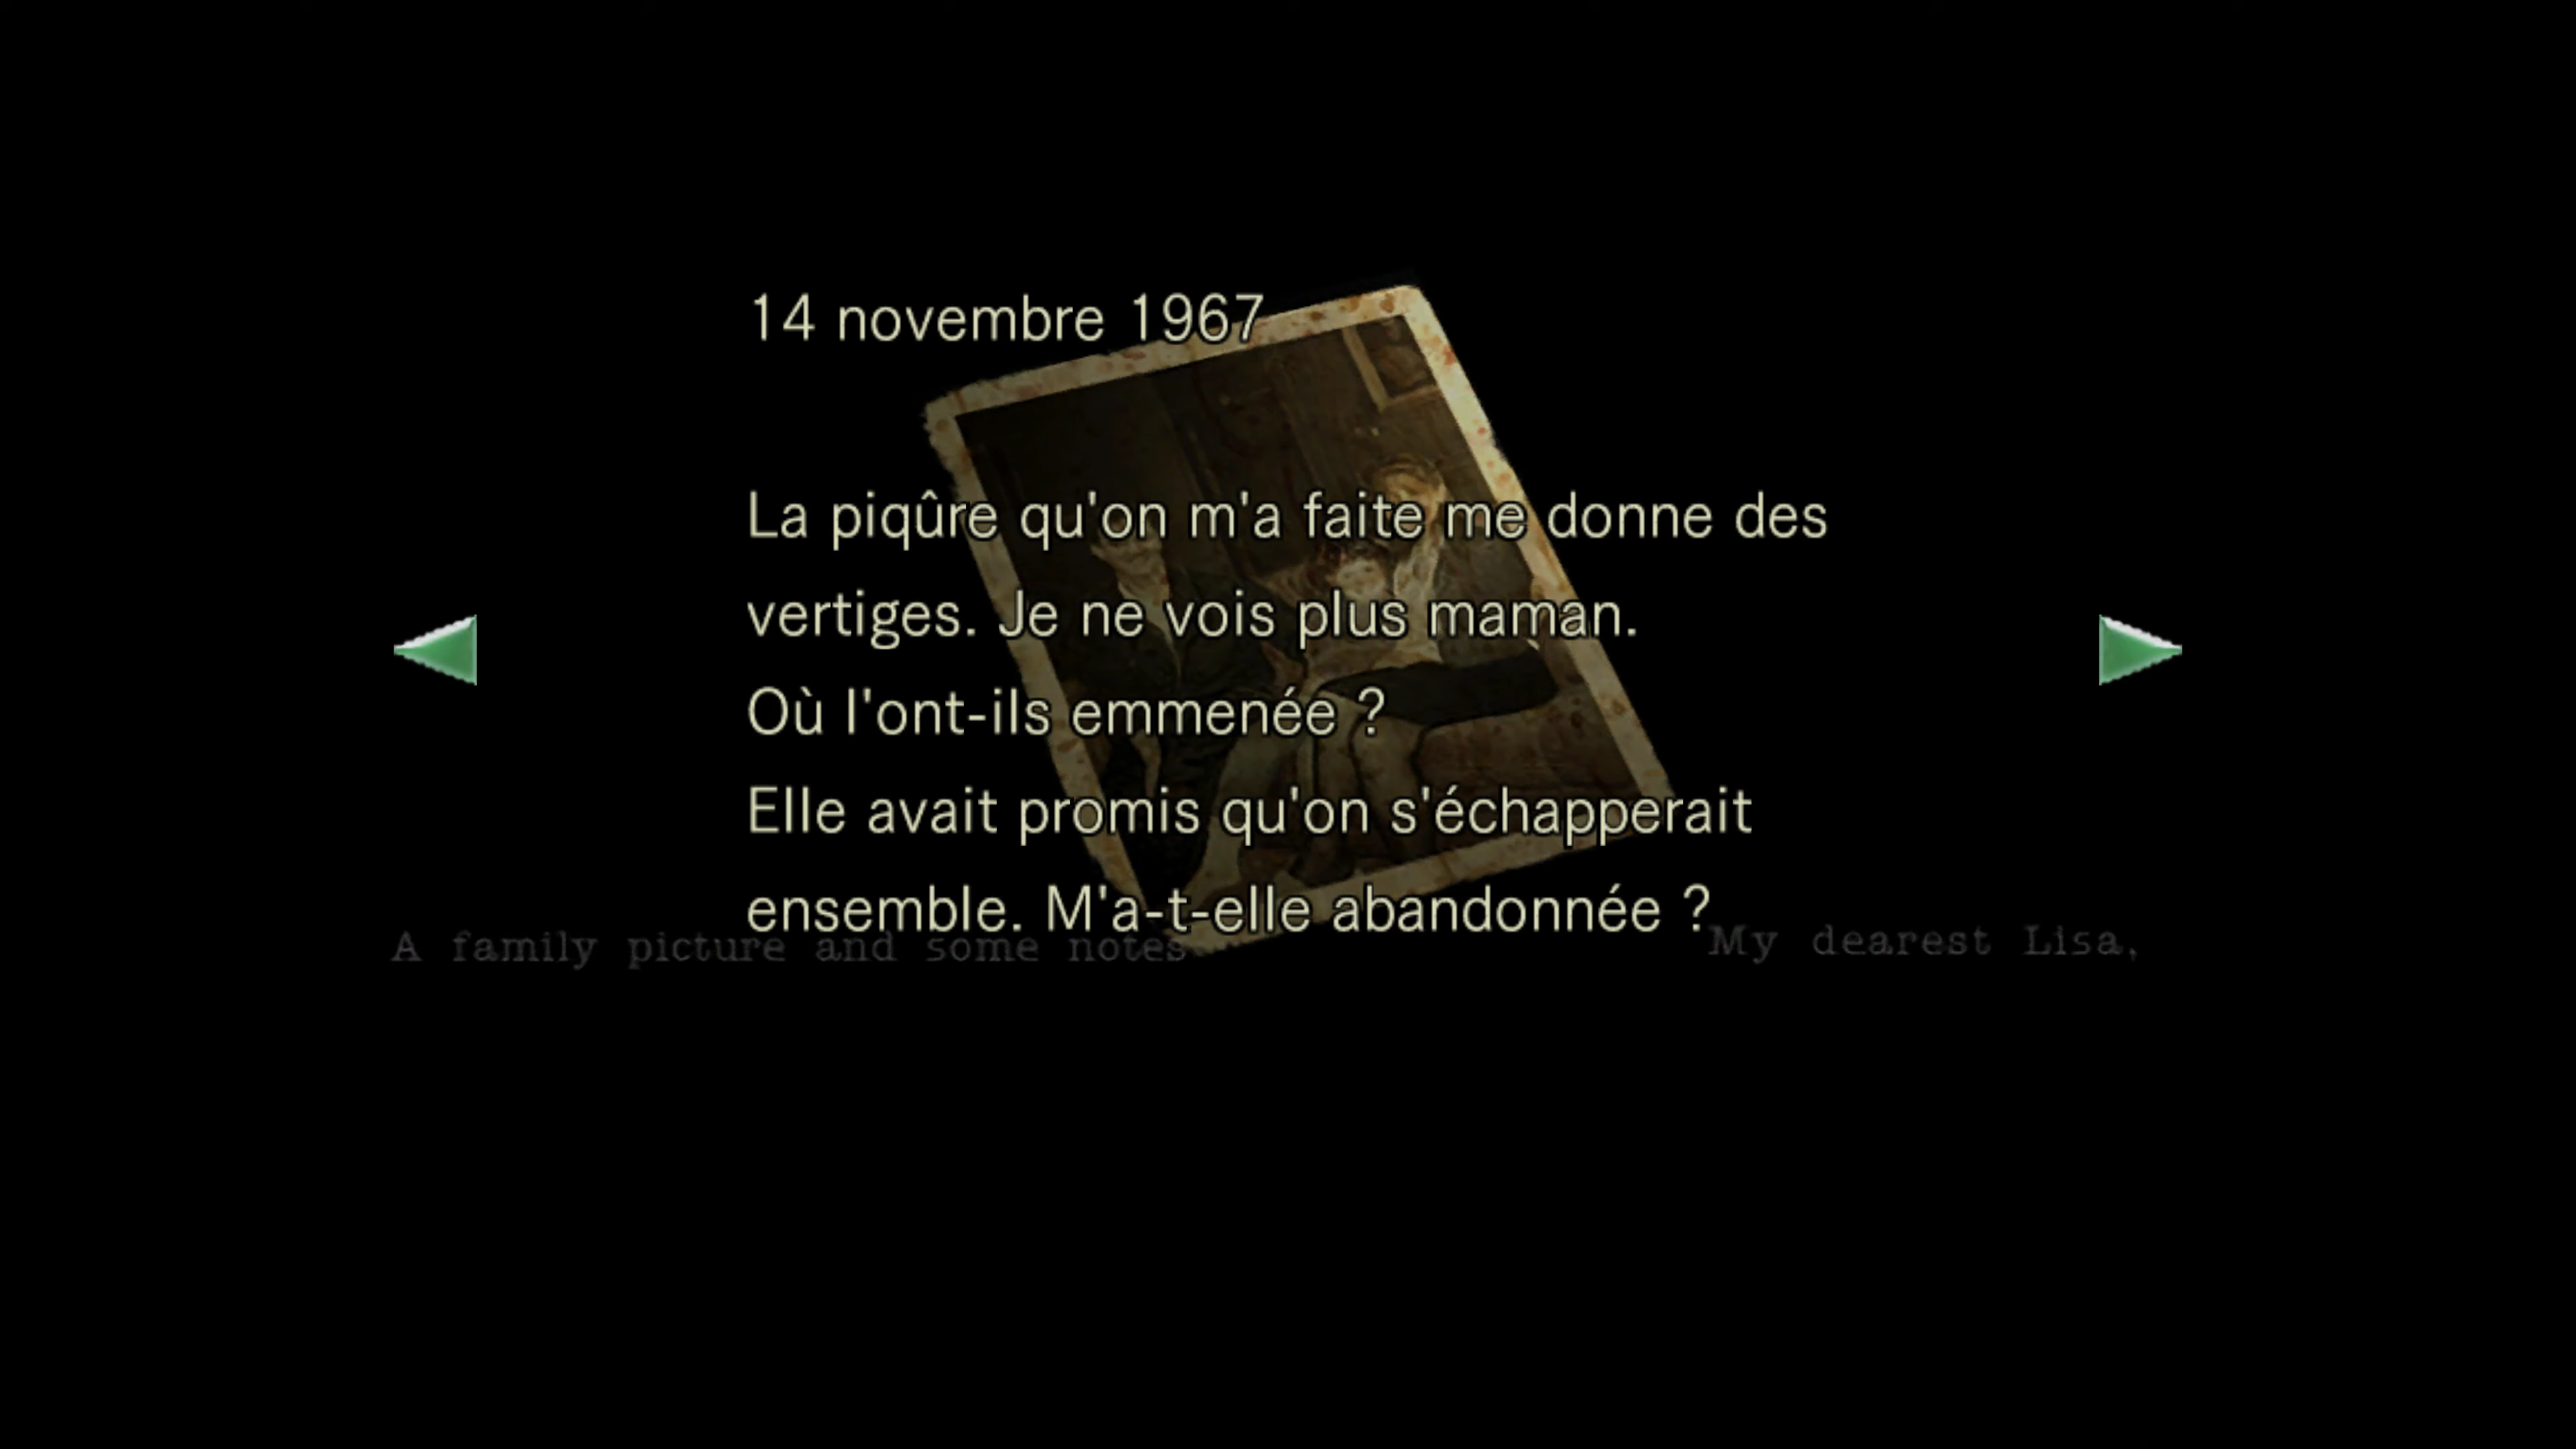 14 novembre 1967
La piqûre qu'on m'a faite me donne des
vertiges. Je ne vois plus maman.
Où l'ont-ils emmenée ?
Elle avait promis qu'on s'échapperait
ensemble. M'a-t-elle abandonnée ?
A family picture and some notes
My dearest Lisa,